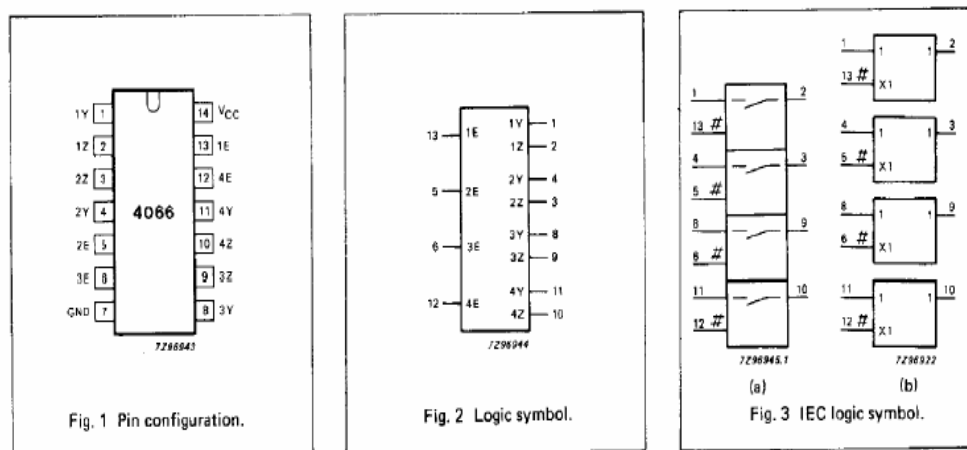 1Y 1 14 VCC
1Z 2 13 1E
2Z 3 12 4E
4066
2Y 4 11 4Y
2E 5 10 4Z
3E 6 9 3Z
GND 7 8 3Y
7Z96943
Fig. 1 Pin configuration.
13 1E 1Y 1
1Z 2
5 2E 2Y 4
2Z 3
6 3E 3Y 8
3Z 9
12 4E 4Y 11
4Z 10
7Z96944
Fig. 2 Logic symbol.
1 2
13 #
4 3
5 #
8 9
6 #
11 10
12 #
7Z96945.1
(a)
1 1 1 2
13 # X1
4 1 1 3
5 # X1
8 1 1 9
6 # X1
11 1 1 10
12 # X1
7Z96922
(b)
Fig. 3 IEC logic symbol.